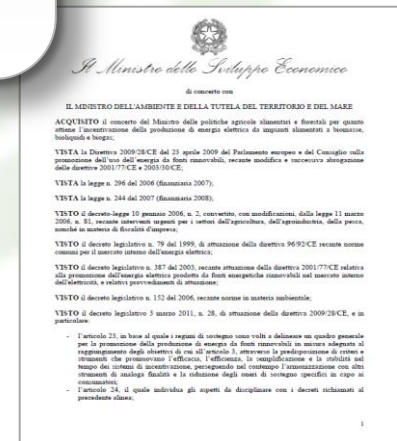 Il Ministro dello Sviluppo Economico
di concerto con
IL MINISTRO DELL'AMBIENTE E DELLA TUTELA DEL TERRITORIO E DEL MARE
ACQUISITO il concerto del Ministro delle politiche agricole alimentari e forestali per quanto
attiene l'incentivazione della produzione di energia elettrica da impianti alimentati a biomasse,
bioliquidi e biogas;
VISTA la Direttiva 2009/28/CE del 23 aprile 2009 del Parlamento europeo e del Consiglio sulla
promozione dell'uso dell'energia da fonti rinnovabili, recante modifica e successiva abrogazione
delle direttive 2001/77/CE e 2003/30/CE;
VISTA la legge n. 296 del 2006 (finanziaria 2007);
VISTA la legge n. 244 del 2007 (finanziaria 2008);
VISTO il decreto-legge 10 gennaio 2006, n. 2, convertito, con modificazioni, dalla legge 11 marzo
2006, n. 81, recante interventi urgenti per i settori dell'agricoltura, dell'agroindustria, della pesca,
nonché in materia di fiscalità d'impresa;
VISTO il decreto legislativo n. 79 del 1999, di attuazione della direttiva 96/92/CE recante norme
comuni per il mercato interno dell'energia elettrica;
VISTO il decreto legislativo n. 387 del 2003, recante attuazione della direttiva 2001/77/CE relativa
alla promozione dell'energia elettrica prodotta da fonti energetiche rinnovabili nel mercato interno
dell'elettricità, e relativi provvedimenti di attuazione;
VISTO il decreto legislativo n. 152 del 2006, recante norme in materia ambientale;
VISTO il decreto legislativo 3 marzo 2011, n. 28, di attuazione della direttiva 2009/28/CE, e in
particolare:
- l'articolo 23, in base al quale i regimi di sostegno sono volti a delineare un quadro generale
per la promozione della produzione di energia da fonti rinnovabili in misura adeguata al
raggiungimento degli obiettivi di cui all'articolo 3, attraverso la predisposizione di criteri e
strumenti che promuovano l'efficacia, l'efficienza, la semplificazione e la stabilità nel
tempo dei sistemi di incentivazione, perseguendo nel contempo l'armonizzazione con altri
strumenti di analoga finalità e la riduzione degli oneri di sostegno specifici in capo ai
consumatori;
- l'articolo 24, il quale individua gli aspetti da disciplinare con i decreti richiamati al
precedente alinea;
1